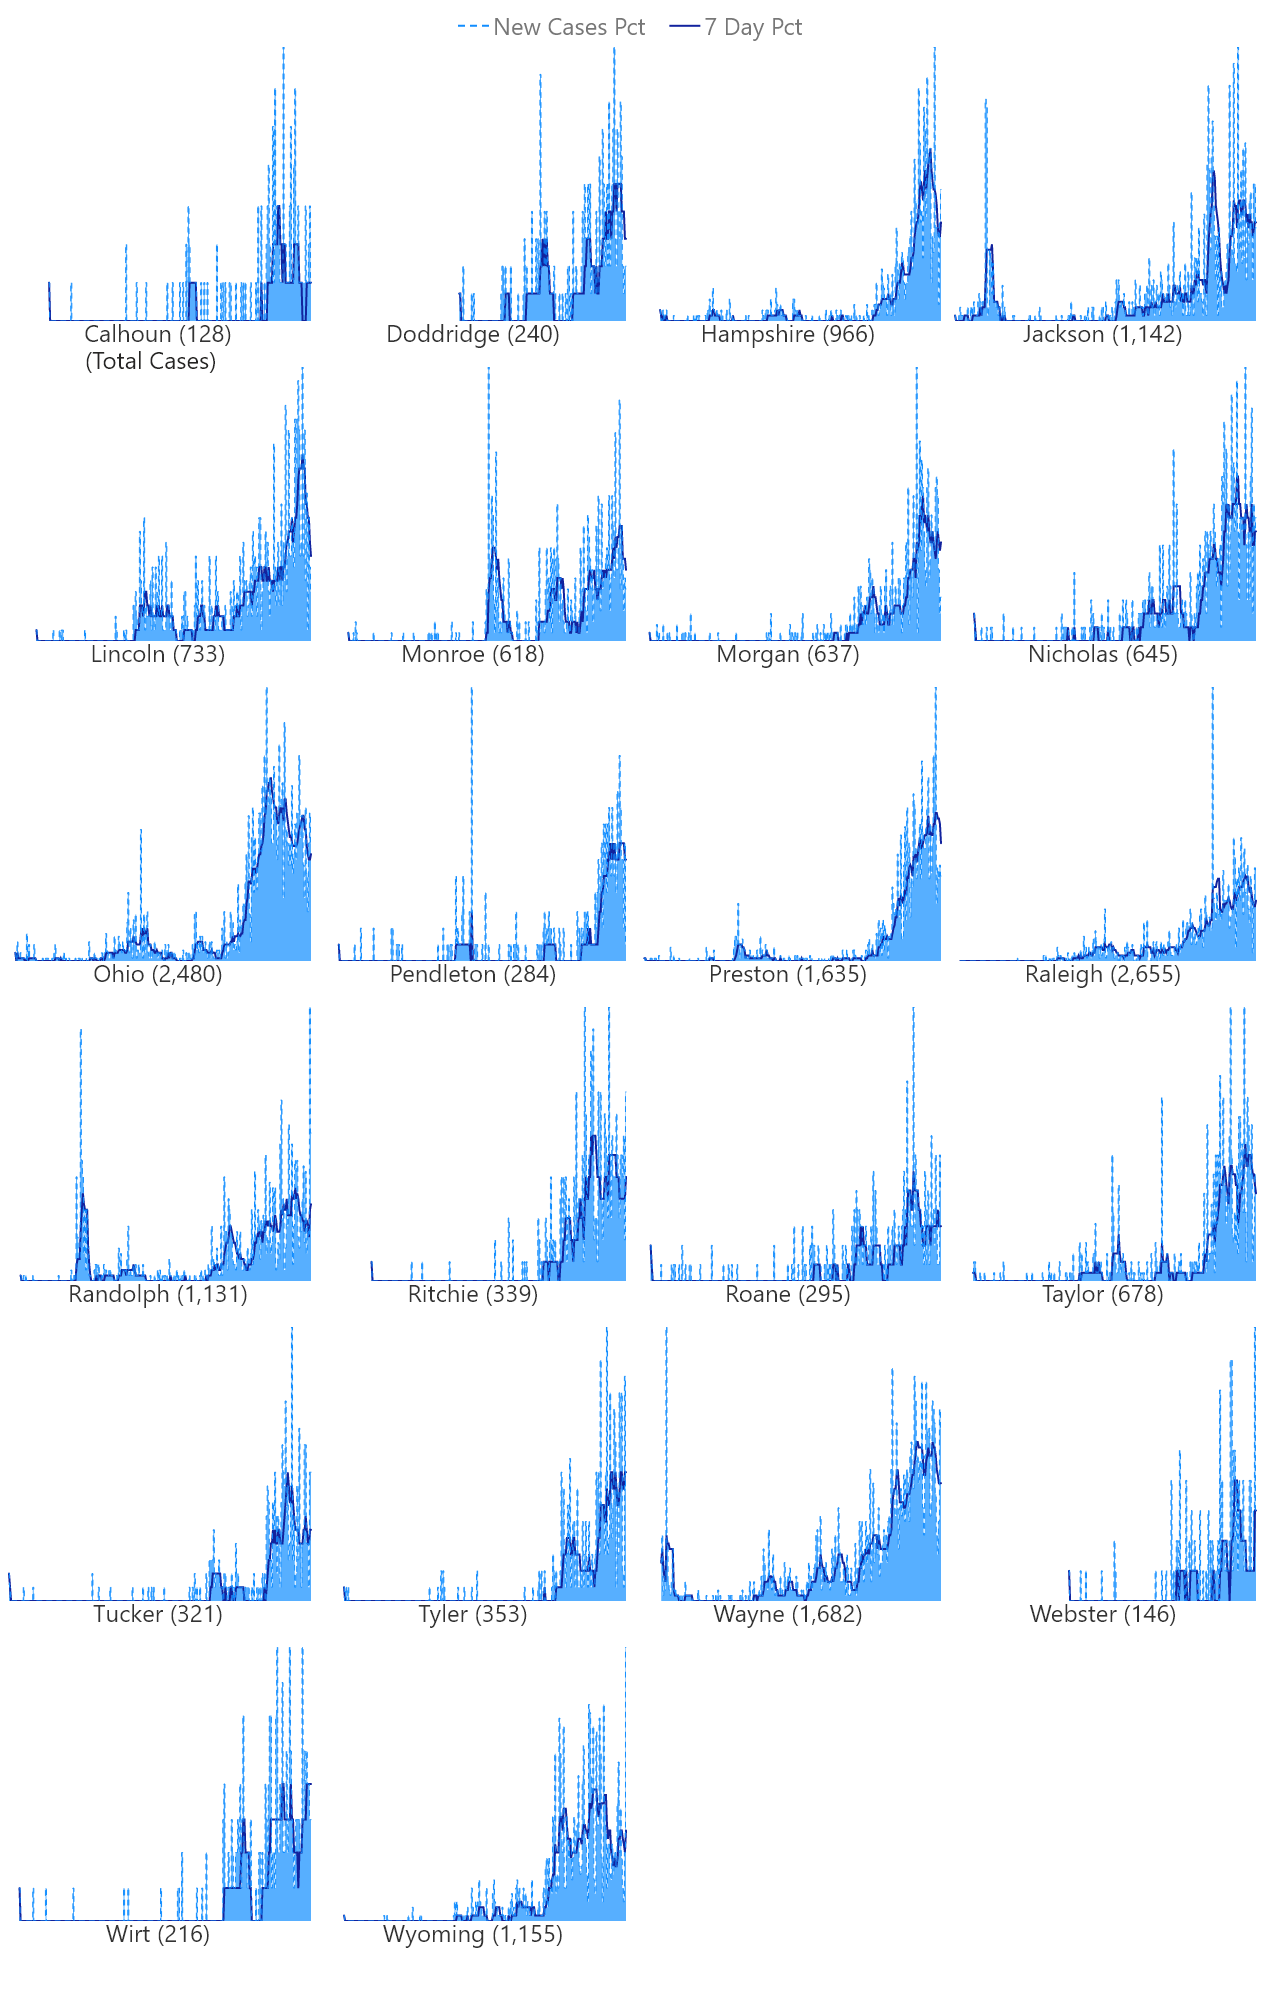 New Cases Pct 7 Day Pct
Calhoun (128) Doddridge (240) Hampshire (966) Jackson (1,142)
(Total Cases)
Lincoln (733) Monroe (618) Morgan (637) Nicholas (645)
Ohio (2,480) Pendleton (284) Preston (1,635) Raleigh (2,655)
Randolph (1,131) Ritchie (339) Roane (295) Taylor (678)
Tucker (321) Tyler (353) Wayne (1,682) Webster (146)
Wirt (216) Wyoming (1,155)